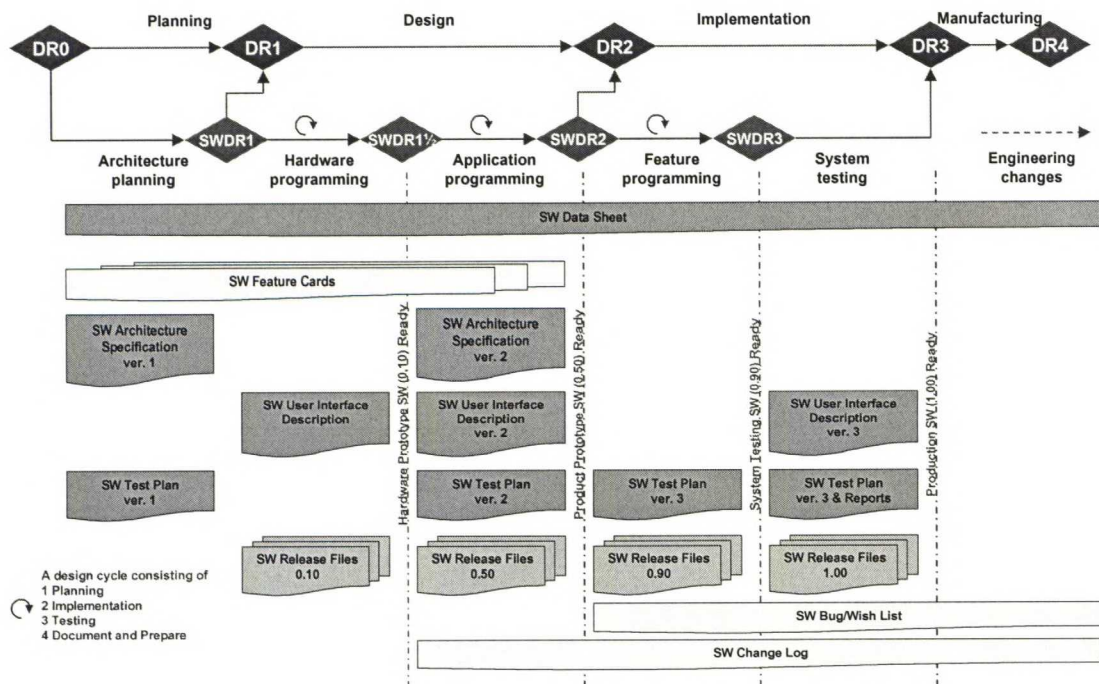 Planning
Design
Implementation
Manufacturing
DR0
DR1
DR2
DR3
DR4
SWDR1
SWDR1½
SWDR2
SWDR3
Architecture
planning
Hardware
programming
Application
programming
Feature
programming
System
testing
Engineering
changes
SW Data Sheet
SW Feature Cards
SW Architecture
Specification
ver. 1
SW Architecture
Specification
ver. 2
SW User Interface
Description
SW User Interface
Description
ver. 2
SW User Interface
Description
ver. 3
SW Test Plan
ver. 1
SW Test Plan
ver. 2
SW Test Plan
ver. 3
SW Test Plan
ver. 3 & Reports
SW Release Files
0.10
SW Release Files
0.50
SW Release Files
0.90
SW Release Files
1.00
Hardware Prototype SW (0.10) Ready
Product Prototype SW (0.50) Ready
System Testing SW (0.90) Ready
Production SW (1.00) Ready
A design cycle consisting of
1 Planning
2 Implementation
3 Testing
4 Document and Prepare
SW Bug/Wish List
SW Change Log